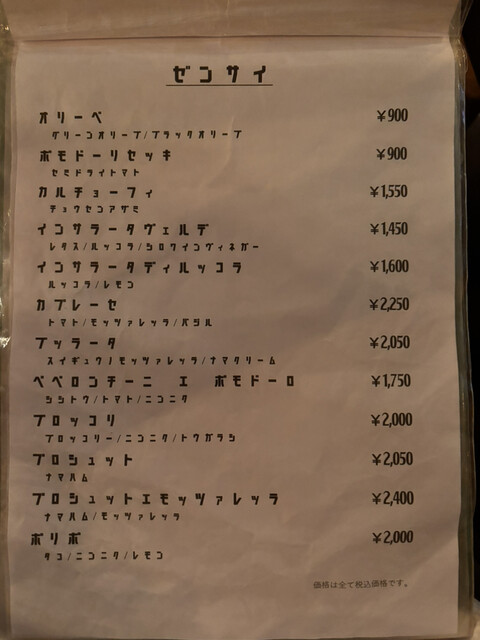 ゼンサイ
オリーベ ¥900
グリーンオリーブ/ブラックオリーブ
ポモドーリセッキ ¥900
セミドライトマト
カルチョーフィ ¥1,550
チョウセンアザミ
インサラータヴェルデ ¥1,450
レタス/ルッコラ/シロワインヴィネガー
インサラータディルッコラ ¥1,600
ルッコラ/レモン
カプレーセ ¥2,250
トマト/モッツァレッラ/バジル
ブッラータ ¥2,050
スイギュウノモッツァレッラ/ナマクリーム
ペペロンチーニ エ ポモドーロ ¥1,750
シシトウ/トマト/ニンニク
ブロッコリ ¥2,000
ブロッコリー/ニンニク/トウガラシ
プロシュット ¥2,050
ナマハム
プロシュットエモッツァレッラ ¥2,400
ナマハム/モッツァレッラ
ポリポ ¥2,000
タコ/ニンニク/レモン
価格は全て税込価格です。